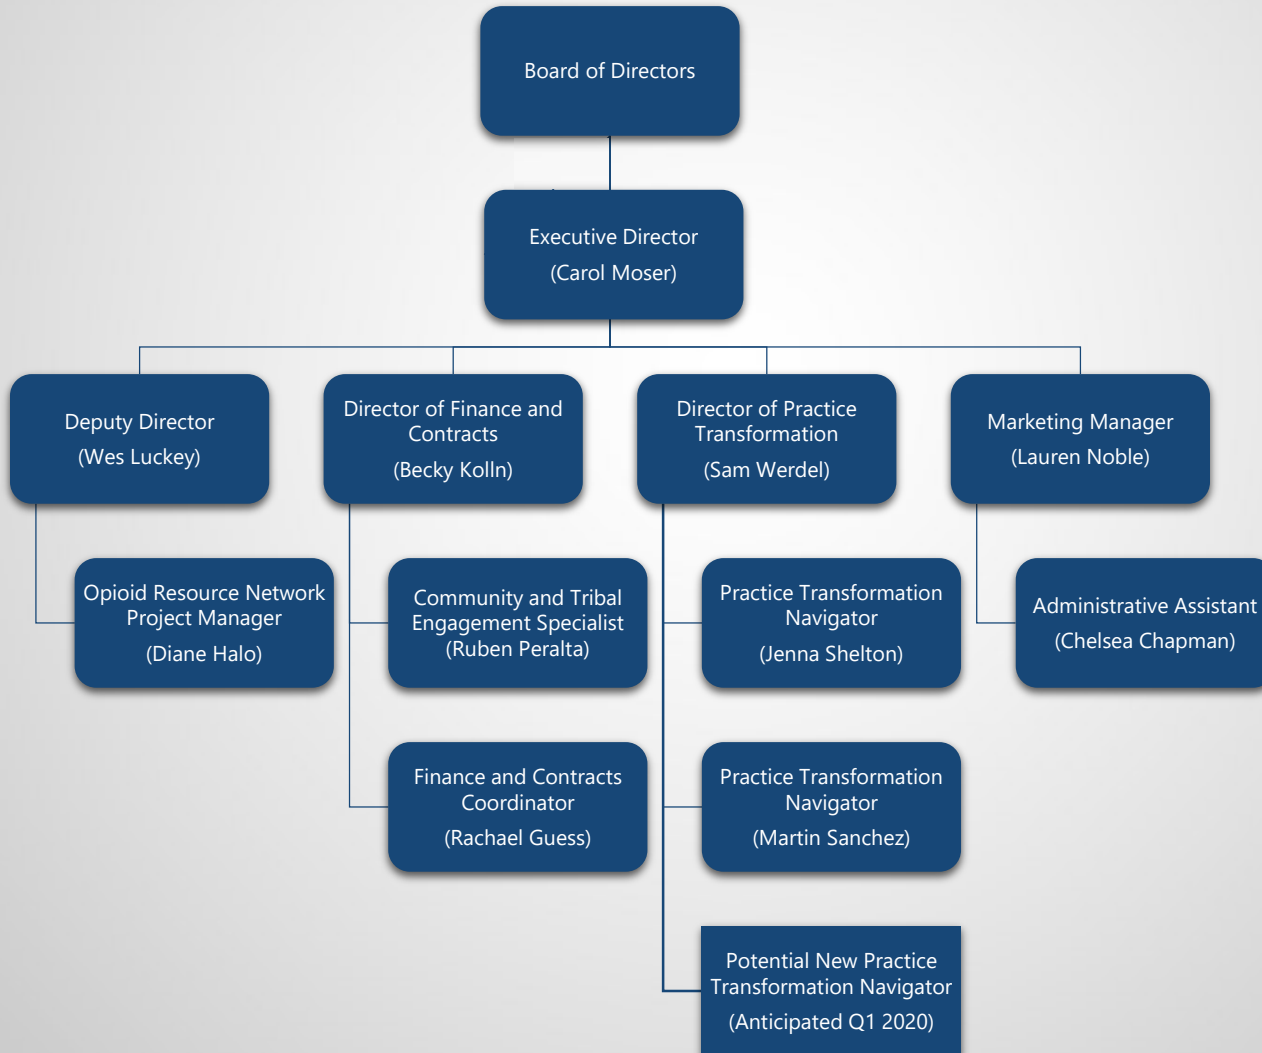 Board of Directors
Executive Director
(Carol Moser)
Deputy Director
(Wes Luckey)
Director of Finance and
Contracts
(Becky Kolln)
Director of Practice
Transformation
(Sam Werdel)
Marketing Manager
(Lauren Noble)
Opioid Resource Network
Project Manager
(Diane Halo)
Community and Tribal
Engagement Specialist
(Ruben Peralta)
Practice Transformation
Navigator
(Jenna Shelton)
Administrative Assistant
(Chelsea Chapman)
Finance and Contracts
Coordinator
(Rachael Guess)
Practice Transformation
Navigator
(Martin Sanchez)
Potential New Practice
Transformation Navigator
(Anticipated Q1 2020)